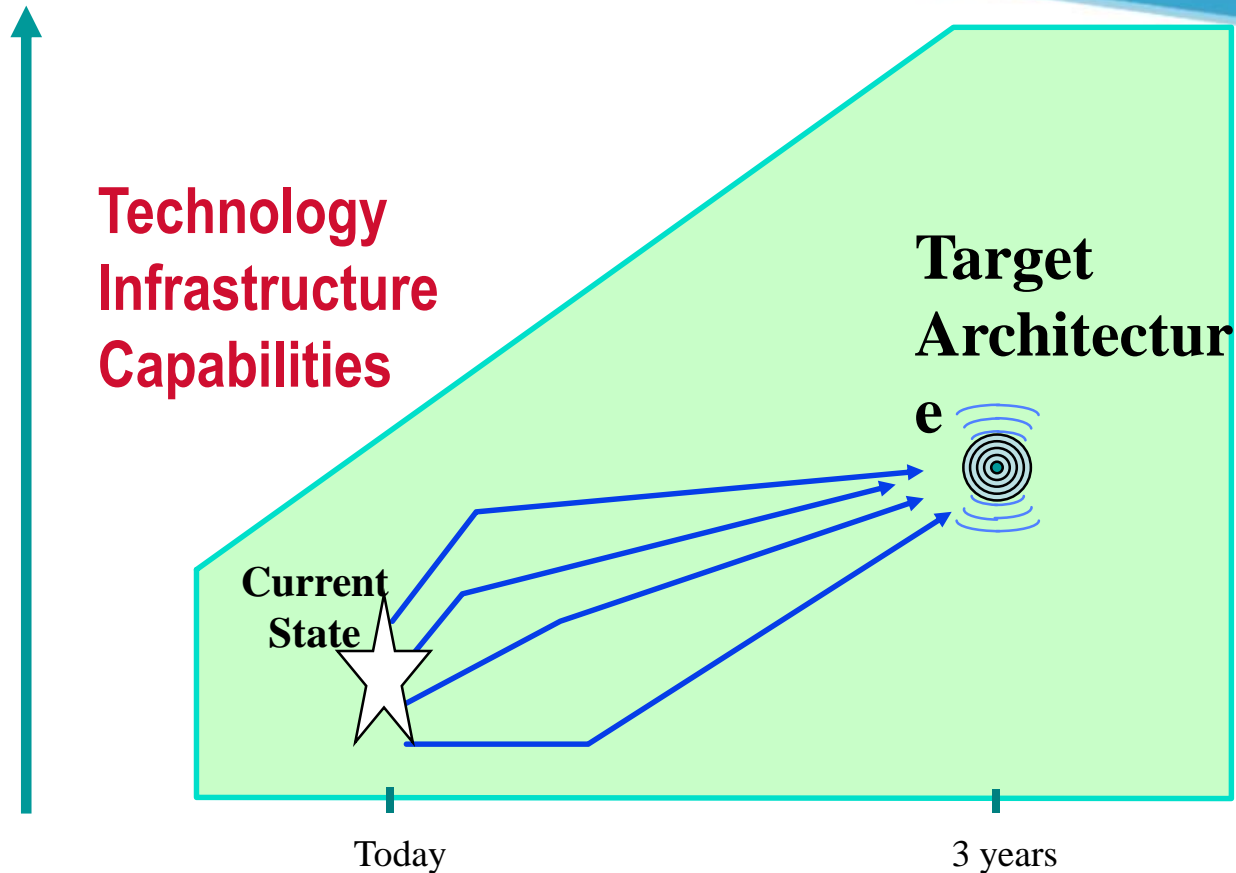 Technology
Infrastructure
Capabilities
Target
Architectur
e
Current
State
Today
3 years